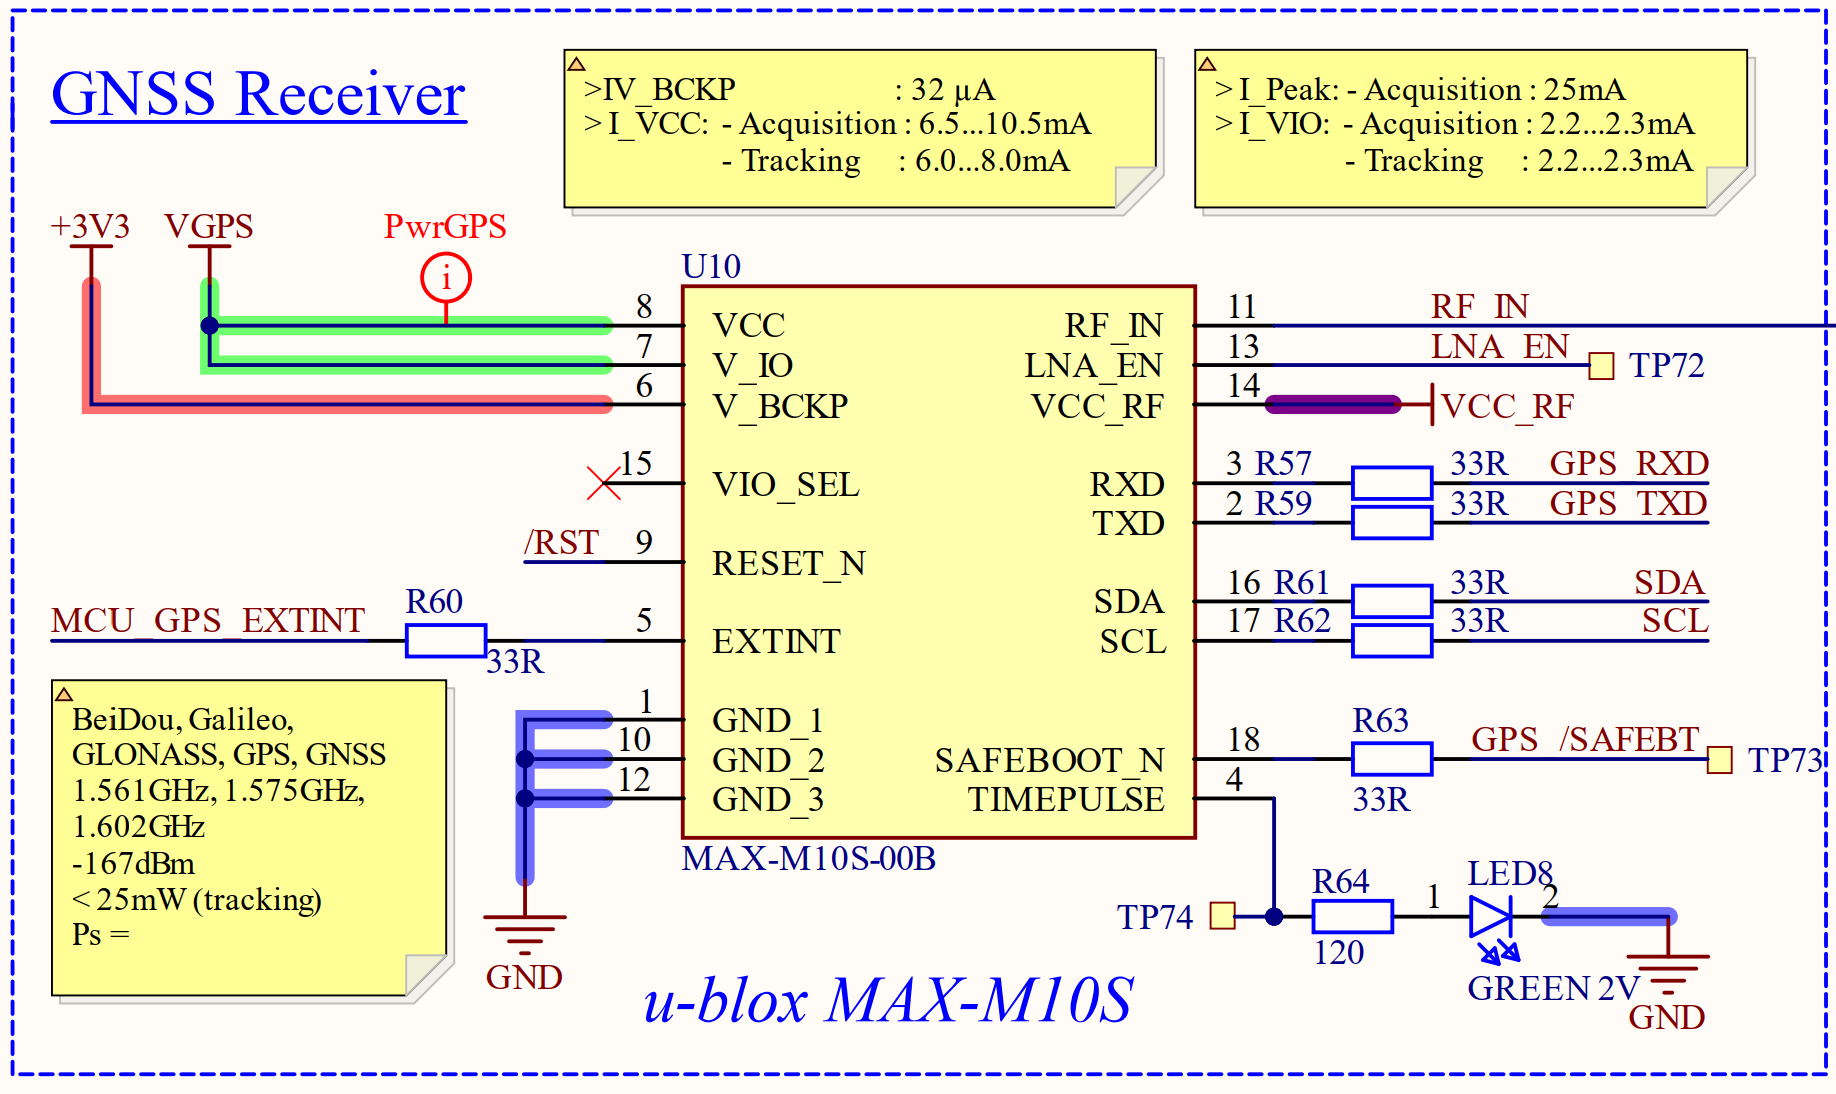 GNSS Receiver
>IV_BCKP : 32 µA
> I_VCC: - Acquisition : 6.5...10.5mA
- Tracking : 6.0...8.0mA
> I_Peak: - Acquisition : 25mA
> I_VIO: - Acquisition : 2.2...2.3mA
- Tracking : 2.2...2.3mA
+3V3
VGPS
PwrGPS
i
U10
8 VCC
7 V_IO
6 V_BCKP
15 VIO_SEL
/RST 9 RESET_N
MCU_GPS_EXTINT R60 33R 5 EXTINT
1 GND_1
10 GND_2
12 GND_3
GND
RF_IN 11 RF_IN
LNA_EN 13 LNA_EN TP72
VCC_RF 14 VCC_RF
RXD 3 R57 33R GPS_RXD
TXD 2 R59 33R GPS_TXD
SDA 16 R61 33R SDA
SCL 17 R62 33R SCL
SAFEBOOT_N 18 R63 33R GPS_/SAFEBT TP73
TIMEPULSE 4
MAX-M10S-00B
TP74 R64 120 1 LED8 2
GREEN 2V
GND
BeiDou, Galileo,
GLONASS, GPS, GNSS
1.561GHz, 1.575GHz,
1.602GHz
-167dBm
< 25mW (tracking)
Ps =
u-blox MAX-M10S